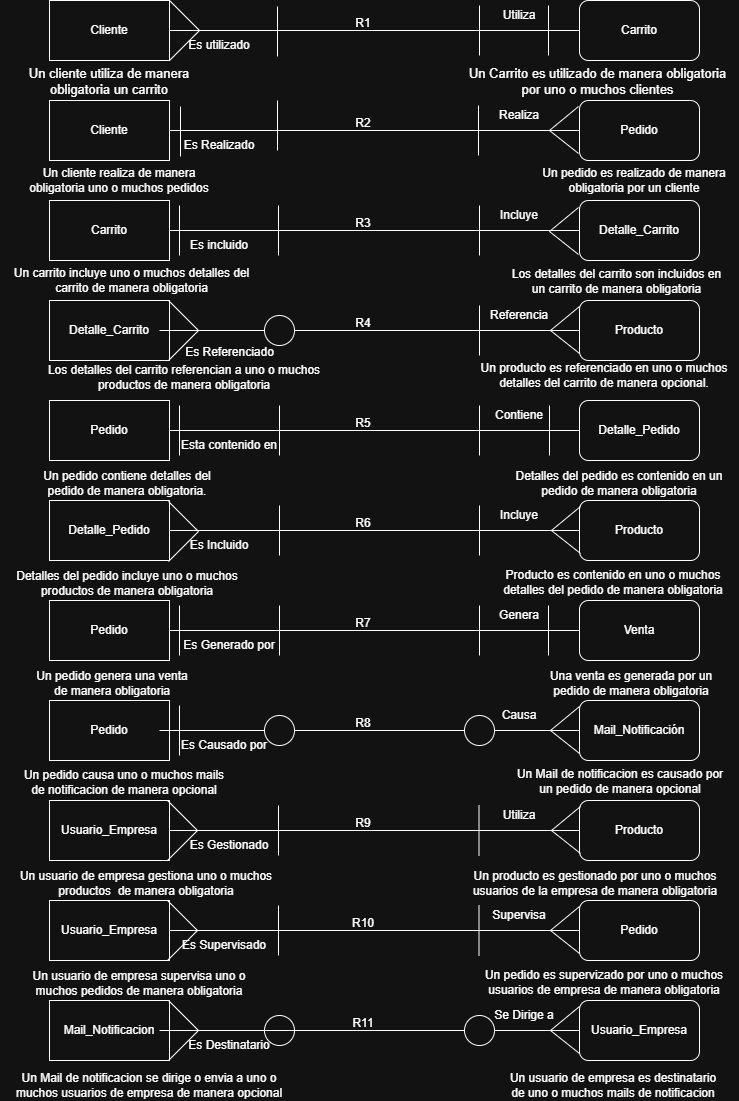 Cliente
R1
Utiliza
Carrito
Es utilizado
Un cliente utiliza de manera
obligatoria un carrito
Un Carrito es utilizado de manera obligatoria
por uno o muchos clientes
Cliente
R2
Realiza
Pedido
Es Realizado
Un cliente realiza de manera
obligatoria uno o muchos pedidos
Un pedido es realizado de manera
obligatoria por un cliente
Carrito
R3
Incluye
Detalle_Carrito
Es incluido
Un carrito incluye uno o muchos detalles del
carrito de manera obligatoria
Los detalles del carrito son incluidos en
un carrito de manera obligatoria
Detalle_Carrito
R4
Referencia
Producto
Es Referenciado
Los detalles del carrito referencian a uno o muchos
productos de manera obligatoria
Un producto es referenciado en uno o muchos
detalles del carrito de manera opcional.
Pedido
R5
Contiene
Detalle_Pedido
Esta contenido en
Un pedido contiene detalles del
pedido de manera obligatoria.
Detalles del pedido es contenido en un
pedido de manera obligatoria
Detalle_Pedido
R6
Incluye
Producto
Es Incluido
Detalles del pedido incluye uno o muchos
productos de manera obligatoria
Producto es contenido en uno o muchos
detalles del pedido de manera obligatoria
Pedido
R7
Genera
Venta
Es Generado por
Un pedido genera una venta
de manera obligatoria
Una venta es generada por un
pedido de manera obligatoria
Pedido
R8
Causa
Mail_Notificación
Es Causado por
Un pedido causa uno o muchos mails
de notificacion de manera opcional
Un Mail de notificacion es causado por
un pedido de manera opcional
Usuario_Empresa
R9
Utiliza
Producto
Es Gestionado
Un usuario de empresa gestiona uno o muchos
productos de manera obligatoria
Un producto es gestionado por uno o muchos
usuarios de la empresa de manera obligatoria
Usuario_Empresa
R10
Supervisa
Pedido
Es Supervisado
Un usuario de empresa supervisa uno o
muchos pedidos de manera obligatoria
Un pedido es supervizado por uno o muchos
usuarios de empresa de manera obligatoria
Mail_Notificacion
R11
Se Dirige a
Usuario_Empresa
Es Destinatario
Un Mail de notificacion se dirige o envia a uno o
muchos usuarios de empresa de manera opcional
Un usuario de empresa es destinatario
de uno o muchos mails de notificacion